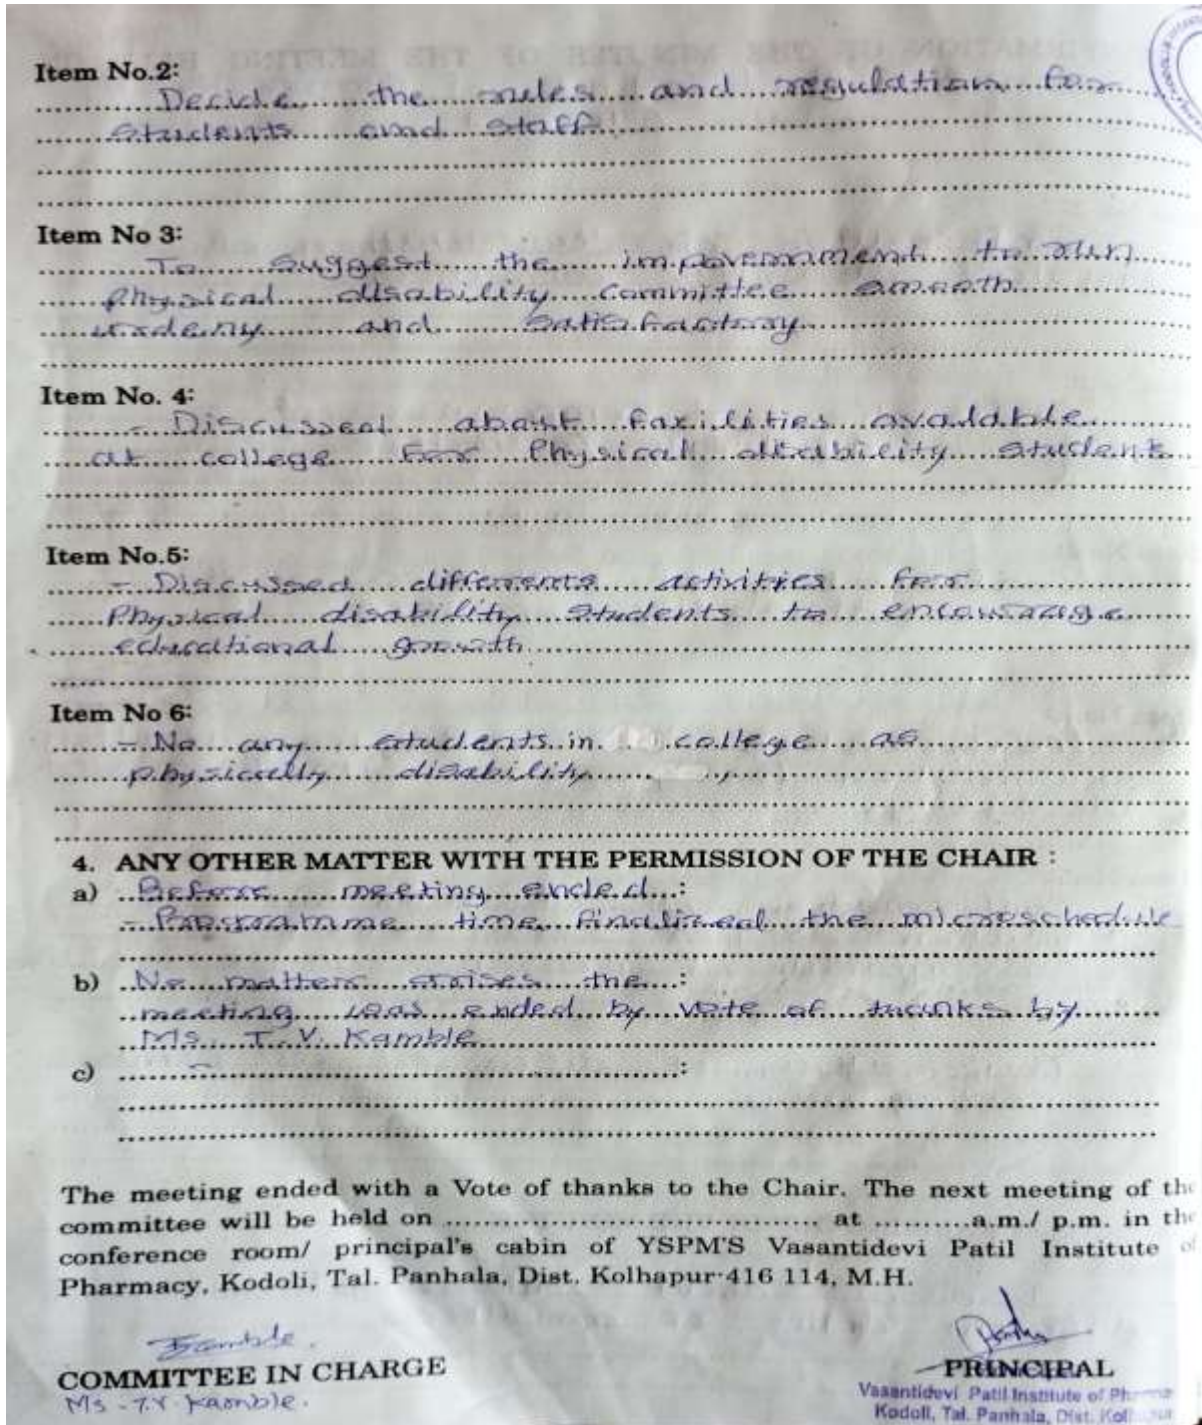 Item No.2:
Decide the rules and regulation for
students and staff
Item No 3:
- To suggest the impovernment to run
physical disability committee smooth
and satisfactory
Item No. 4:
- Discussed about facilities available
at college for Physical disability students
Item No.5:
- Discussed differents activities for
Physical disability students to encourage
educational growth
Item No 6:
- No any students in college as
physically disability
4. ANY OTHER MATTER WITH THE PERMISSION OF THE CHAIR :
a) Before meeting ended :
- Programme time finalized the microschedule
b) No matters arises the :
meeting was ended by vote of thanks by
Ms T. V. Kamble
c) - :
The meeting ended with a Vote of thanks to the Chair. The next meeting of the
committee will be held on ........................................ at ..........a.m./ p.m. in the
conference room/ principal's cabin of YSPM'S Vasantidevi Patil Institute of
Pharmacy, Kodoli, Tal. Panhala, Dist. Kolhapur-416 114, M.H.
Kamble.
COMMITTEE IN CHARGE
Ms. T.V. Kamble.
PRINCIPAL
Vasantidevi Patil Institute of
Kodoli, Tal. Panhala, Dist.